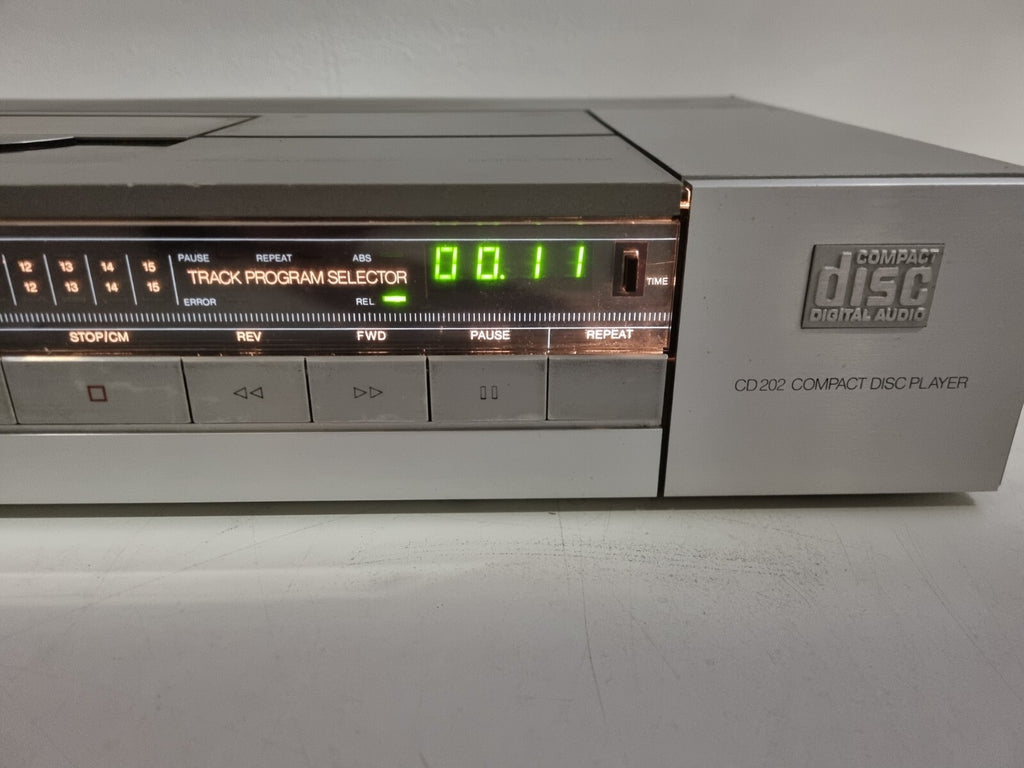 12 13 14 15
12 13 14 15
PAUSE REPEAT ABS
TRACK PROGRAM SELECTOR
ERROR REL
00.11
TIME
STOP/CM REV FWD PAUSE REPEAT
COMPACT
disc
DIGITAL AUDIO
CD 202 COMPACT DISC PLAYER